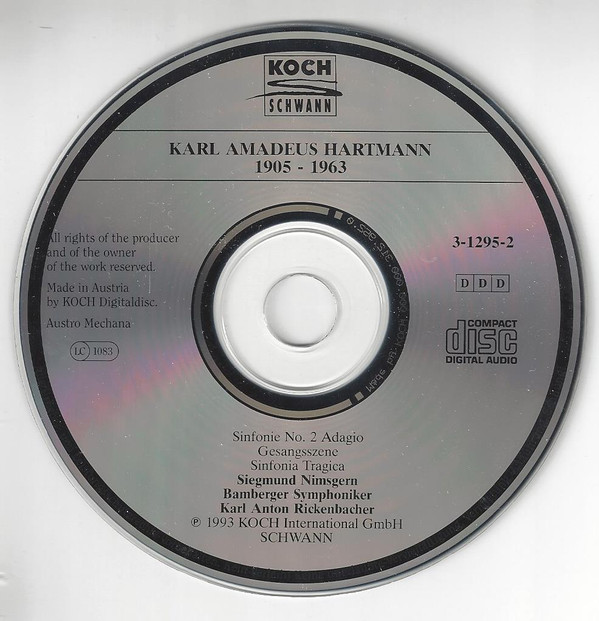 KOCH
SCHWANN
KARL AMADEUS HARTMANN
1905 - 1963
All rights of the producer
and of the owner
of the work reserved.
Made in Austria
by KOCH Digitaldisc.
Austro Mechana
LC 1083
3-1295-2
D D D
COMPACT
disc
DIGITAL AUDIO
Sinfonie No. 2 Adagio
Gesangsszene
Sinfonia Tragica
Siegmund Nimsgern
Bamberger Symphoniker
Karl Anton Rickenbacher
℗ 1993 KOCH International GmbH
SCHWANN